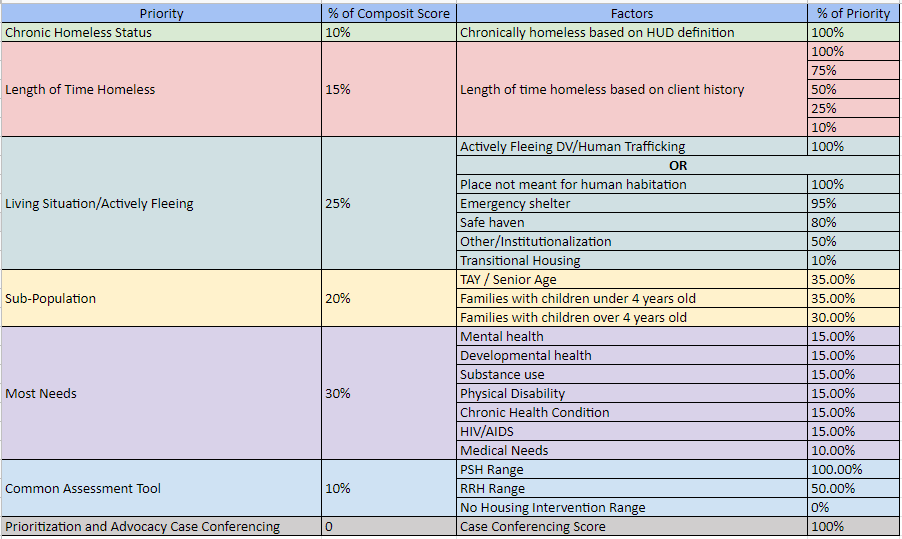 Priority % of Composit Score Factors % of Priority
Chronic Homeless Status 10% Chronically homeless based on HUD definition 100%
Length of Time Homeless 15% Length of time homeless based on client history 100%
75%
50%
25%
10%
Living Situation/Actively Fleeing 25% Actively Fleeing DV/Human Trafficking 100%
OR
Place not meant for human habitation 100%
Emergency shelter 95%
Safe haven 80%
Other/Institutionalization 50%
Transitional Housing 10%
Sub-Population 20% TAY / Senior Age 35.00%
Families with children under 4 years old 35.00%
Families with children over 4 years old 30.00%
Most Needs 30% Mental health 15.00%
Developmental health 15.00%
Substance use 15.00%
Physical Disability 15.00%
Chronic Health Condition 15.00%
HIV/AIDS 15.00%
Medical Needs 10.00%
Common Assessment Tool 10% PSH Range 100.00%
RRH Range 50.00%
No Housing Intervention Range 0%
Prioritization and Advocacy Case Conferencing 0 Case Conferencing Score 100%